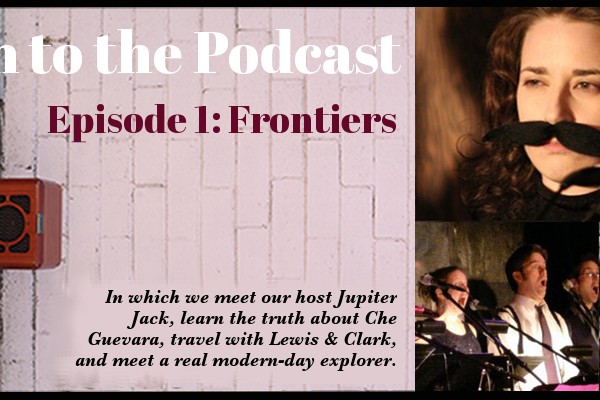 to the Podcast
Episode 1: Frontiers
In which we meet our host Jupiter
Jack, learn the truth about Che
Guevara, travel with Lewis & Clark,
and meet a real modern-day explorer.